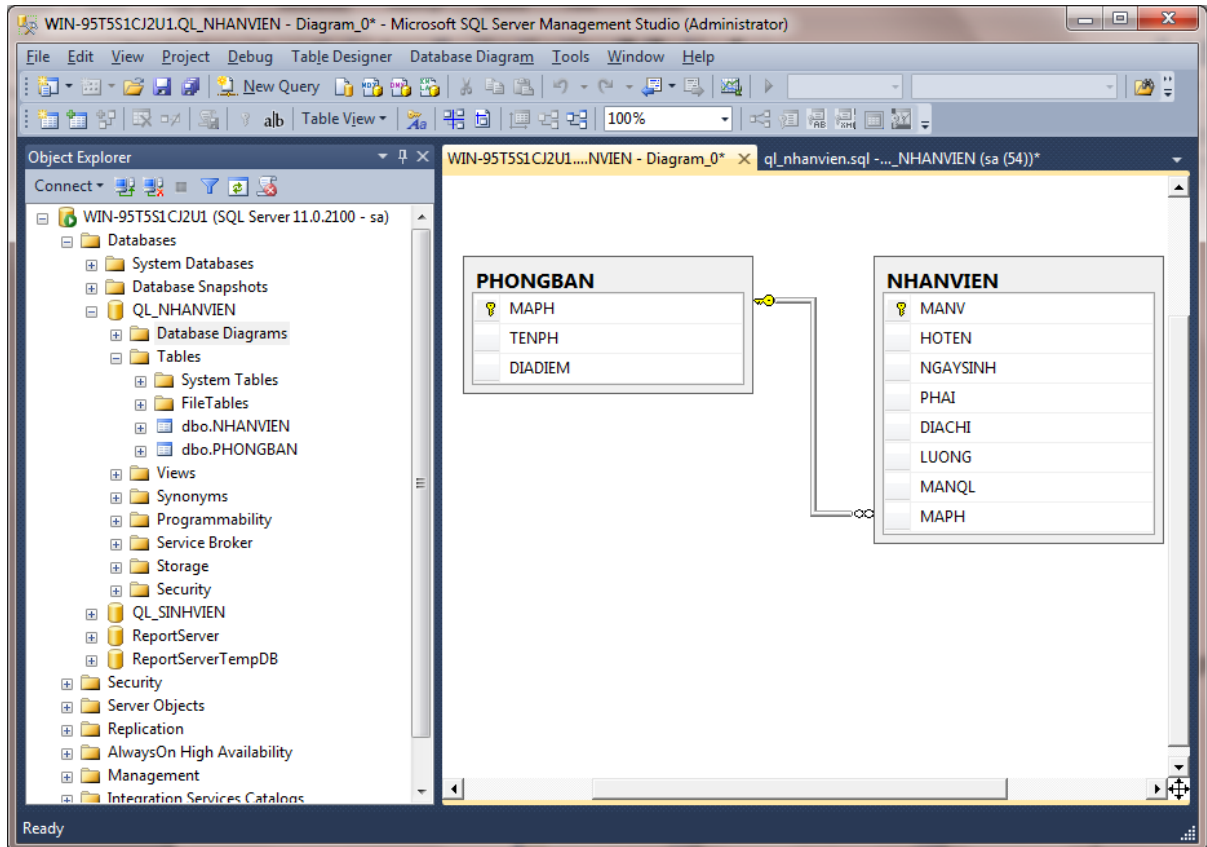 WIN-95T5S1CJ2U1.QL_NHANVIEN - Diagram_0* - Microsoft SQL Server Management Studio (Administrator)
File Edit View Project Debug Table Designer Database Diagram Tools Window Help
New Query
ab Table View 100%
Object Explorer
Connect
WIN-95T5S1CJ2U1 (SQL Server 11.0.2100 - sa)
Databases
System Databases
Database Snapshots
QL_NHANVIEN
Database Diagrams
Tables
System Tables
FileTables
dbo.NHANVIEN
dbo.PHONGBAN
Views
Synonyms
Programmability
Service Broker
Storage
Security
QL_SINHVIEN
ReportServer
ReportServerTempDB
Security
Server Objects
Replication
AlwaysOn High Availability
Management
Integration Services Catalogs
WIN-95T5S1CJ2U1....NVIEN - Diagram_0* ql_nhanvien.sql -..._NHANVIEN (sa (54))*
PHONGBAN
MAPH
TENPH
DIADIEM
NHANVIEN
MANV
HOTEN
NGAYSINH
PHAI
DIACHI
LUONG
MANQL
MAPH
Ready